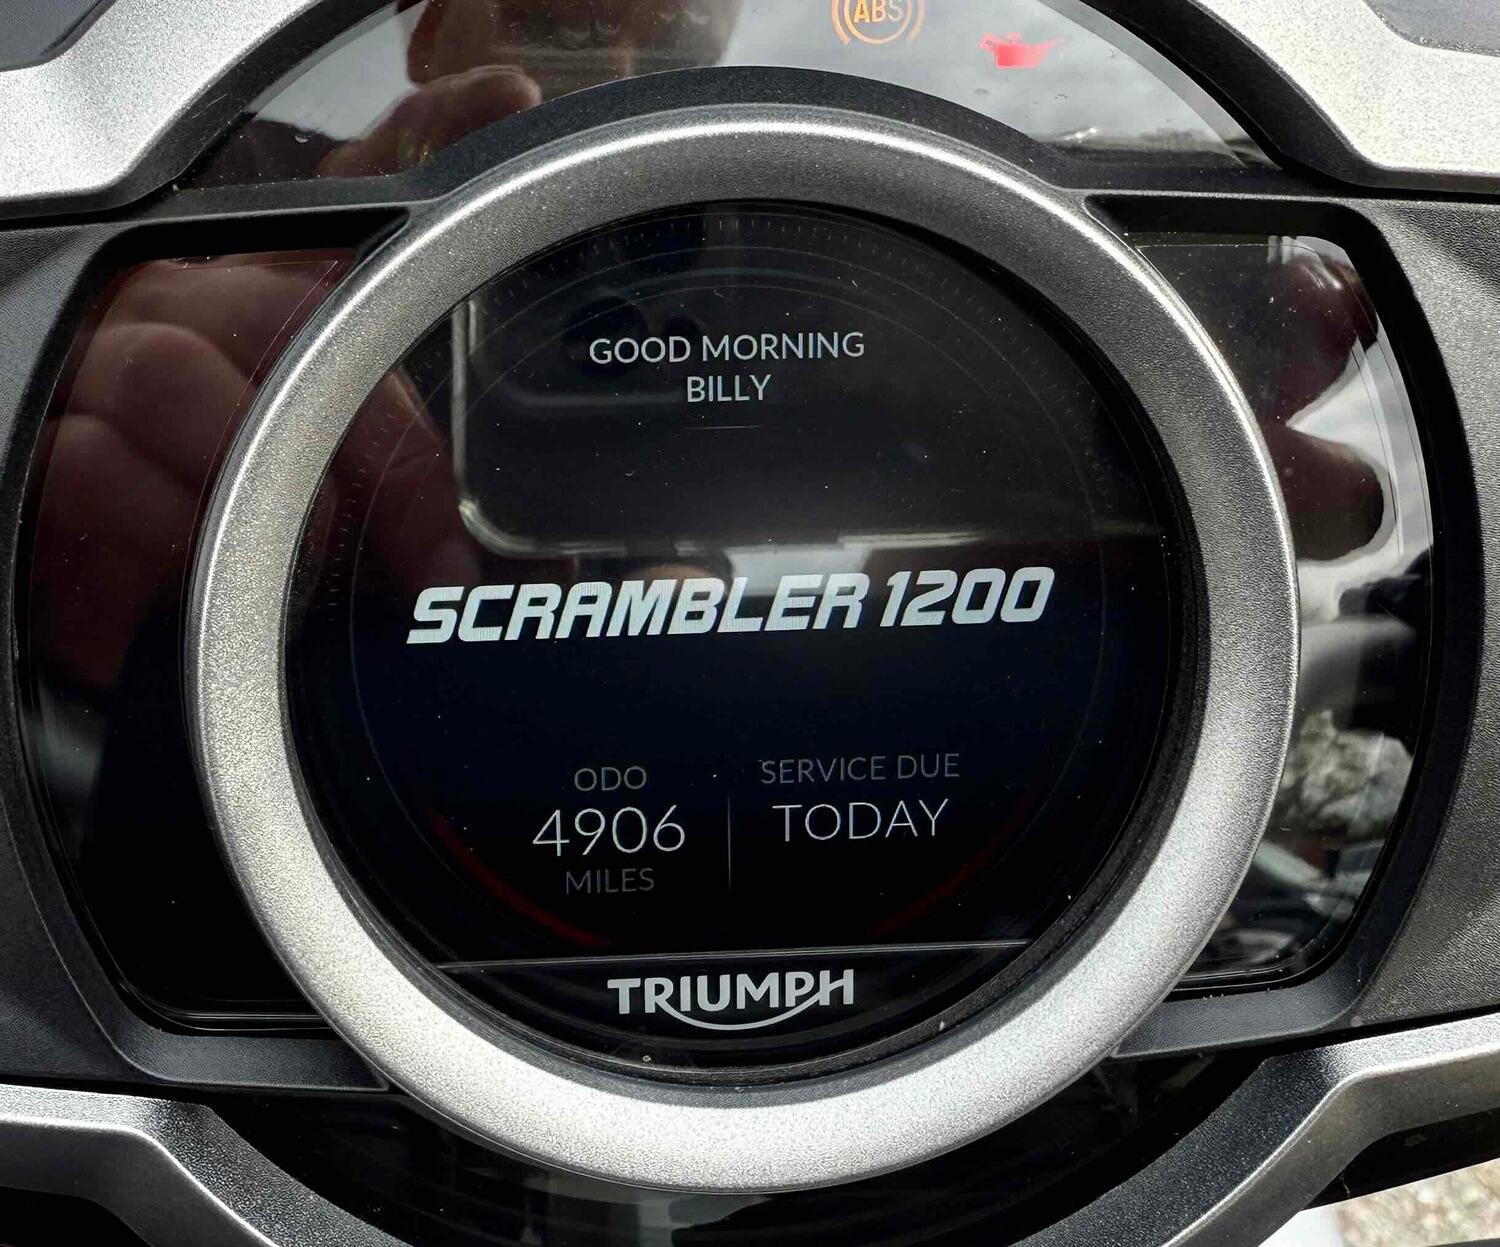 ABS
GOOD MORNING
BILLY
SCRAMBLER 1200
ODO
4906
MILES
SERVICE DUE
TODAY
TRIUMPH